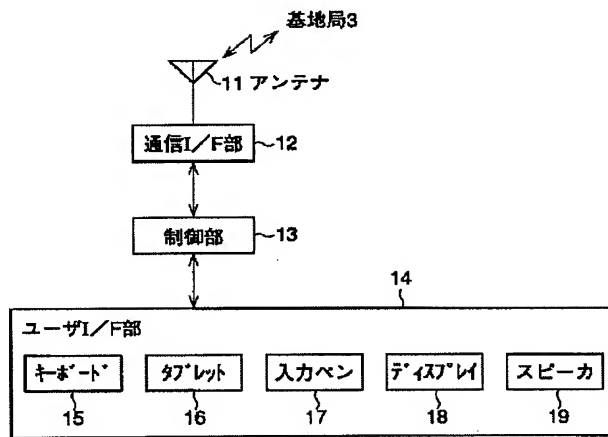 基地局3
11 アンテナ
通信I／F部
12
制御部
13
14
ユーザI／F部
ｷｰﾎﾞｰﾄﾞ
ﾀﾌﾞﾚｯﾄ
入力ペン
ﾃﾞｨｽﾌﾟﾚｲ
スピーカ
15
16
17
18
19